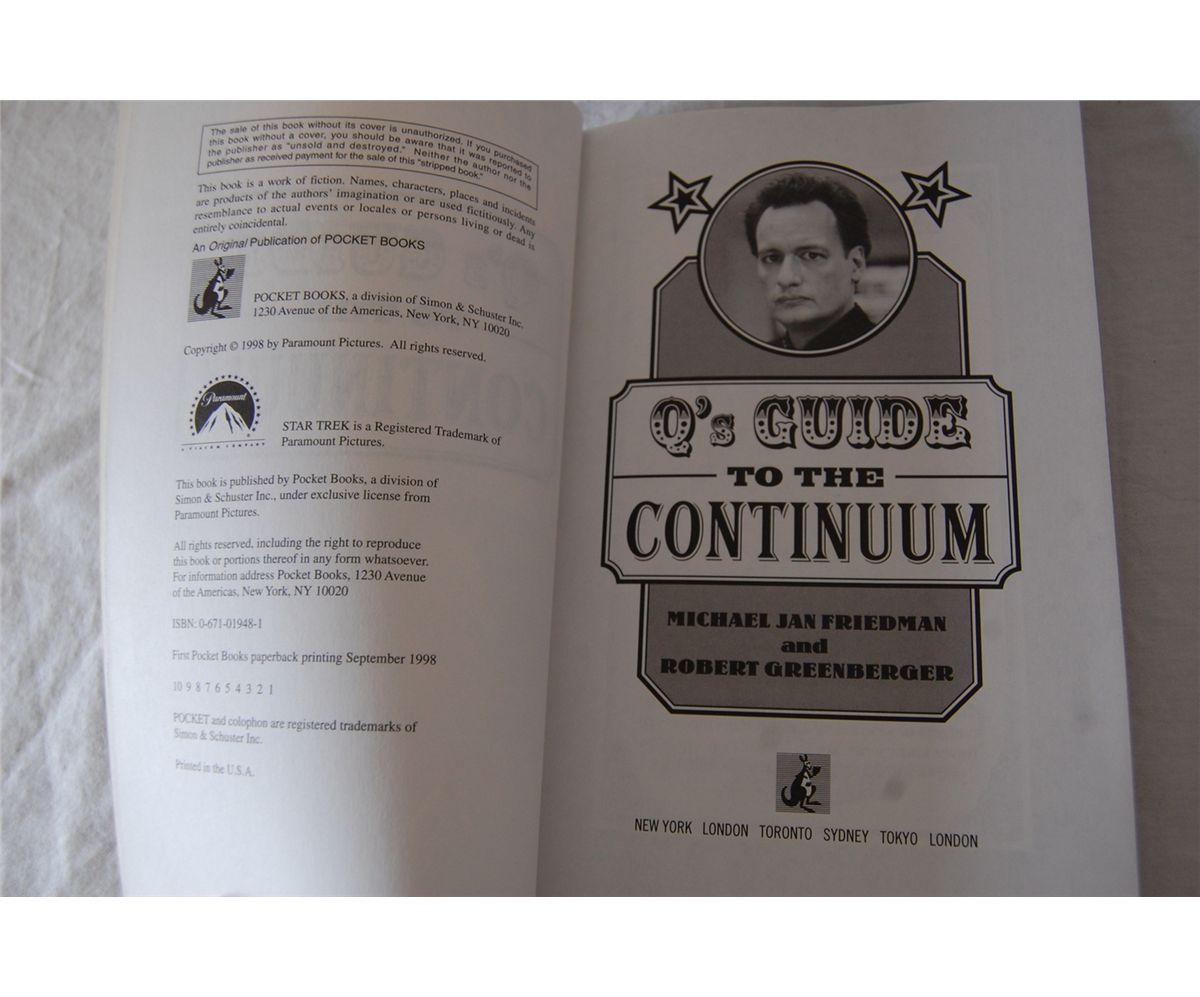 The sale of this book without its cover is unauthorized. If you purchased
this book without a cover, you should be aware that it was reported to
the publisher as "unsold and destroyed." Neither the author nor the
publisher as received payment for the sale of this "stripped book."
This book is a work of fiction. Names, characters, places and incidents
are products of the authors' imagination or are used fictitiously. Any
resemblance to actual events or locales or persons living or dead is
entirely coincidental.
An Original Publication of POCKET BOOKS
POCKET BOOKS, a division of Simon & Schuster Inc.
1230 Avenue of the Americas, New York, NY 10020
Copyright © 1998 by Paramount Pictures. All rights reserved.
Paramount
STAR TREK is a Registered Trademark of
Paramount Pictures.
This book is published by Pocket Books, a division of
Simon & Schuster Inc., under exclusive license from
Paramount Pictures.
All rights reserved, including the right to reproduce
this book or portions thereof in any form whatsoever.
For information address Pocket Books, 1230 Avenue
of the Americas, New York, NY 10020
ISBN: 0-671-01948-1
First Pocket Books paperback printing September 1998
10 9 8 7 6 5 4 3 2 1
POCKET and colophon are registered trademarks of
Simon & Schuster Inc.
Printed in the U.S.A.
Q's GUIDE
TO THE
CONTINUUM
MICHAEL JAN FRIEDMAN
and
ROBERT GREENBERGER
NEW YORK LONDON TORONTO SYDNEY TOKYO LONDON